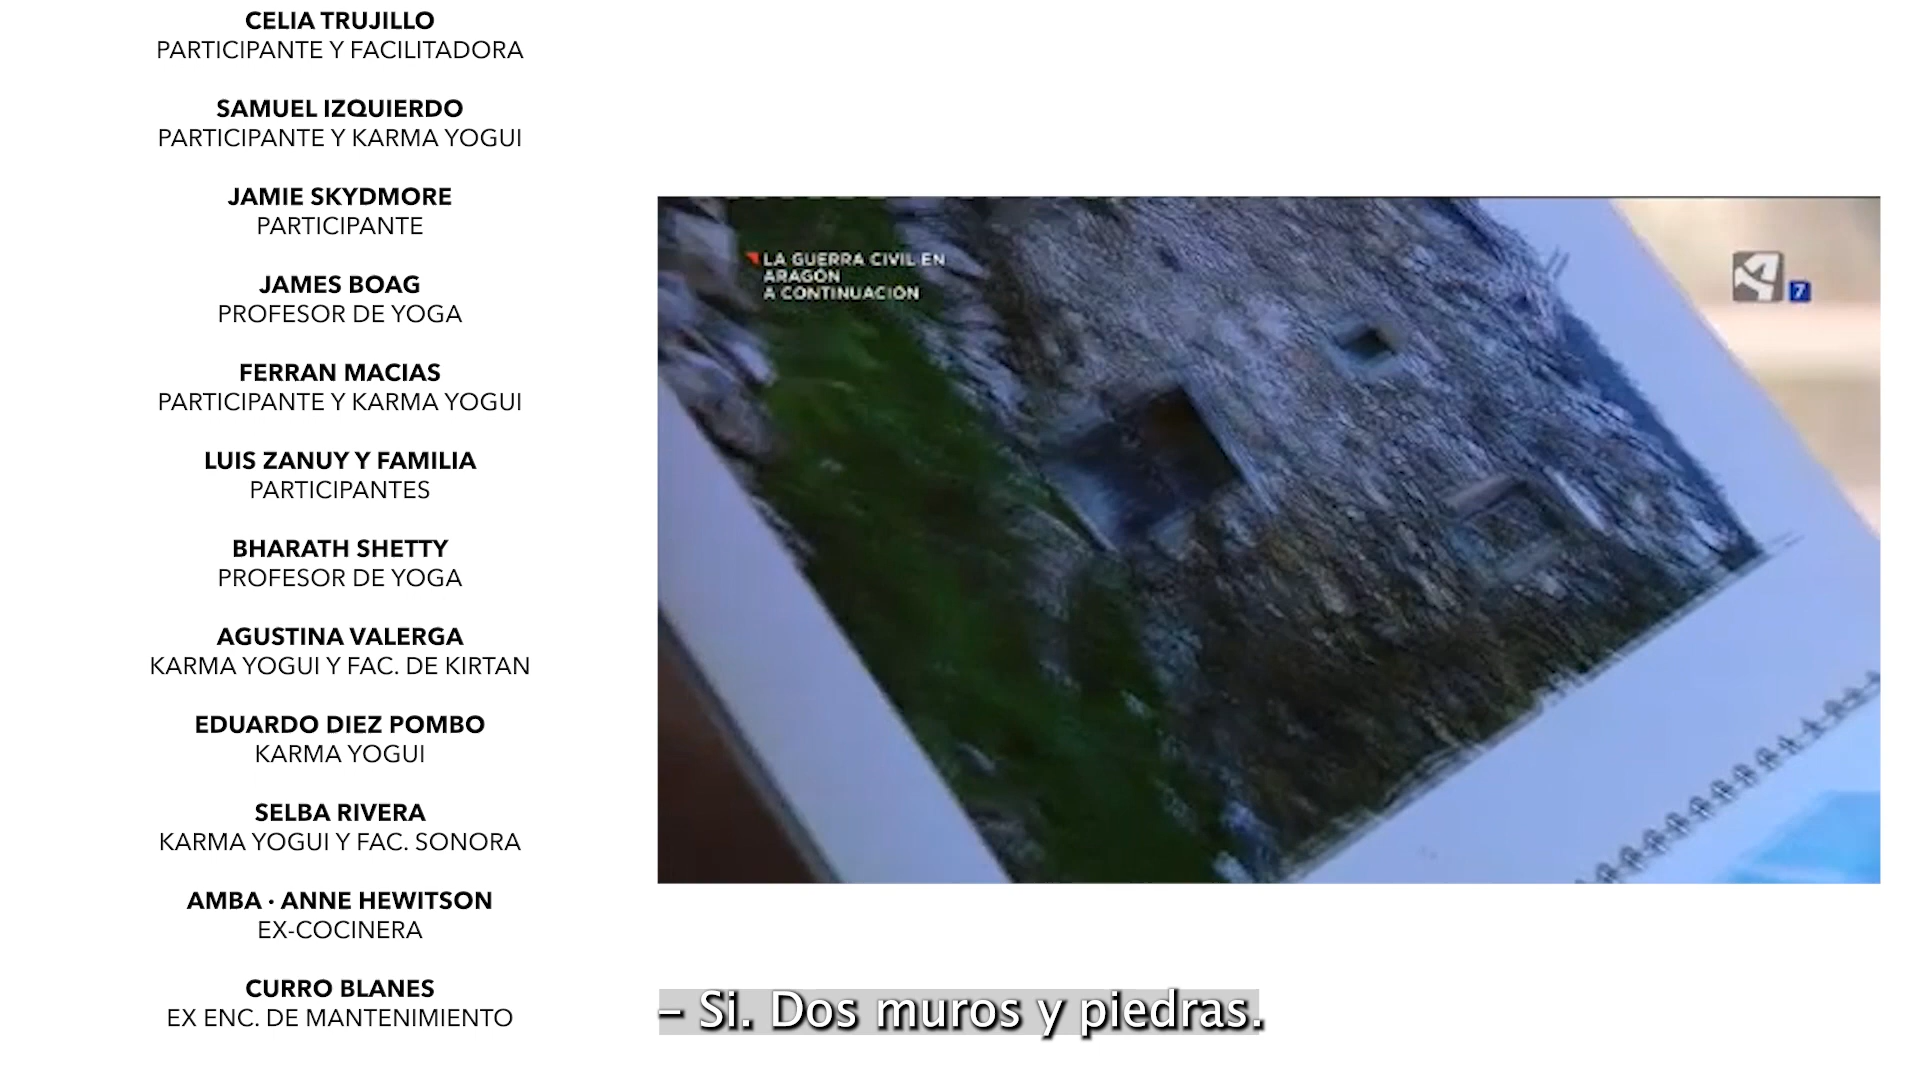 CELIA TRUJILLO
PARTICIPANTE Y FACILITADORA
SAMUEL IZQUIERDO
PARTICIPANTE Y KARMA YOGUI
JAMIE SKYDMORE
PARTICIPANTE
JAMES BOAG
PROFESOR DE YOGA
FERRAN MACIAS
PARTICIPANTE Y KARMA YOGUI
LUIS ZANUY Y FAMILIA
PARTICIPANTES
BHARATH SHETTY
PROFESOR DE YOGA
AGUSTINA VALERGA
KARMA YOGUI Y FAC. DE KIRTAN
EDUARDO DIEZ POMBO
KARMA YOGUI
SELBA RIVERA
KARMA YOGUI Y FAC. SONORA
AMBA · ANNE HEWITSON
EX-COCINERA
CURRO BLANES
EX ENC. DE MANTENIMIENTO
LA GUERRA CIVIL EN
ARAGÓN
A CONTINUACIÓN
7
– Si. Dos muros y piedras.